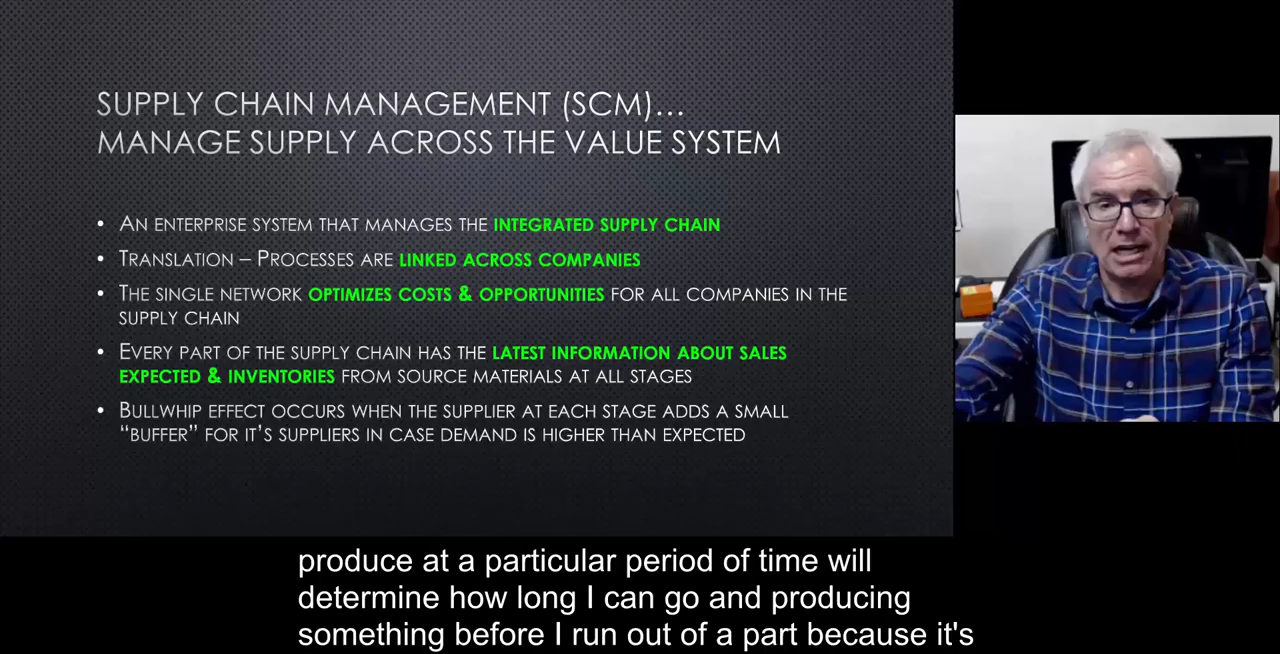 SUPPLY CHAIN MANAGEMENT (SCM)…
MANAGE SUPPLY ACROSS THE VALUE SYSTEM
• AN ENTERPRISE SYSTEM THAT MANAGES THE INTEGRATED SUPPLY CHAIN
• TRANSLATION – PROCESSES ARE LINKED ACROSS COMPANIES
• THE SINGLE NETWORK OPTIMIZES COSTS & OPPORTUNITIES FOR ALL COMPANIES IN THE
SUPPLY CHAIN
• EVERY PART OF THE SUPPLY CHAIN HAS THE LATEST INFORMATION ABOUT SALES
EXPECTED & INVENTORIES FROM SOURCE MATERIALS AT ALL STAGES
• BULLWHIP EFFECT OCCURS WHEN THE SUPPLIER AT EACH STAGE ADDS A SMALL
“BUFFER” FOR IT’S SUPPLIERS IN CASE DEMAND IS HIGHER THAN EXPECTED
produce at a particular period of time will
determine how long I can go and producing
something before I run out of a part because it's